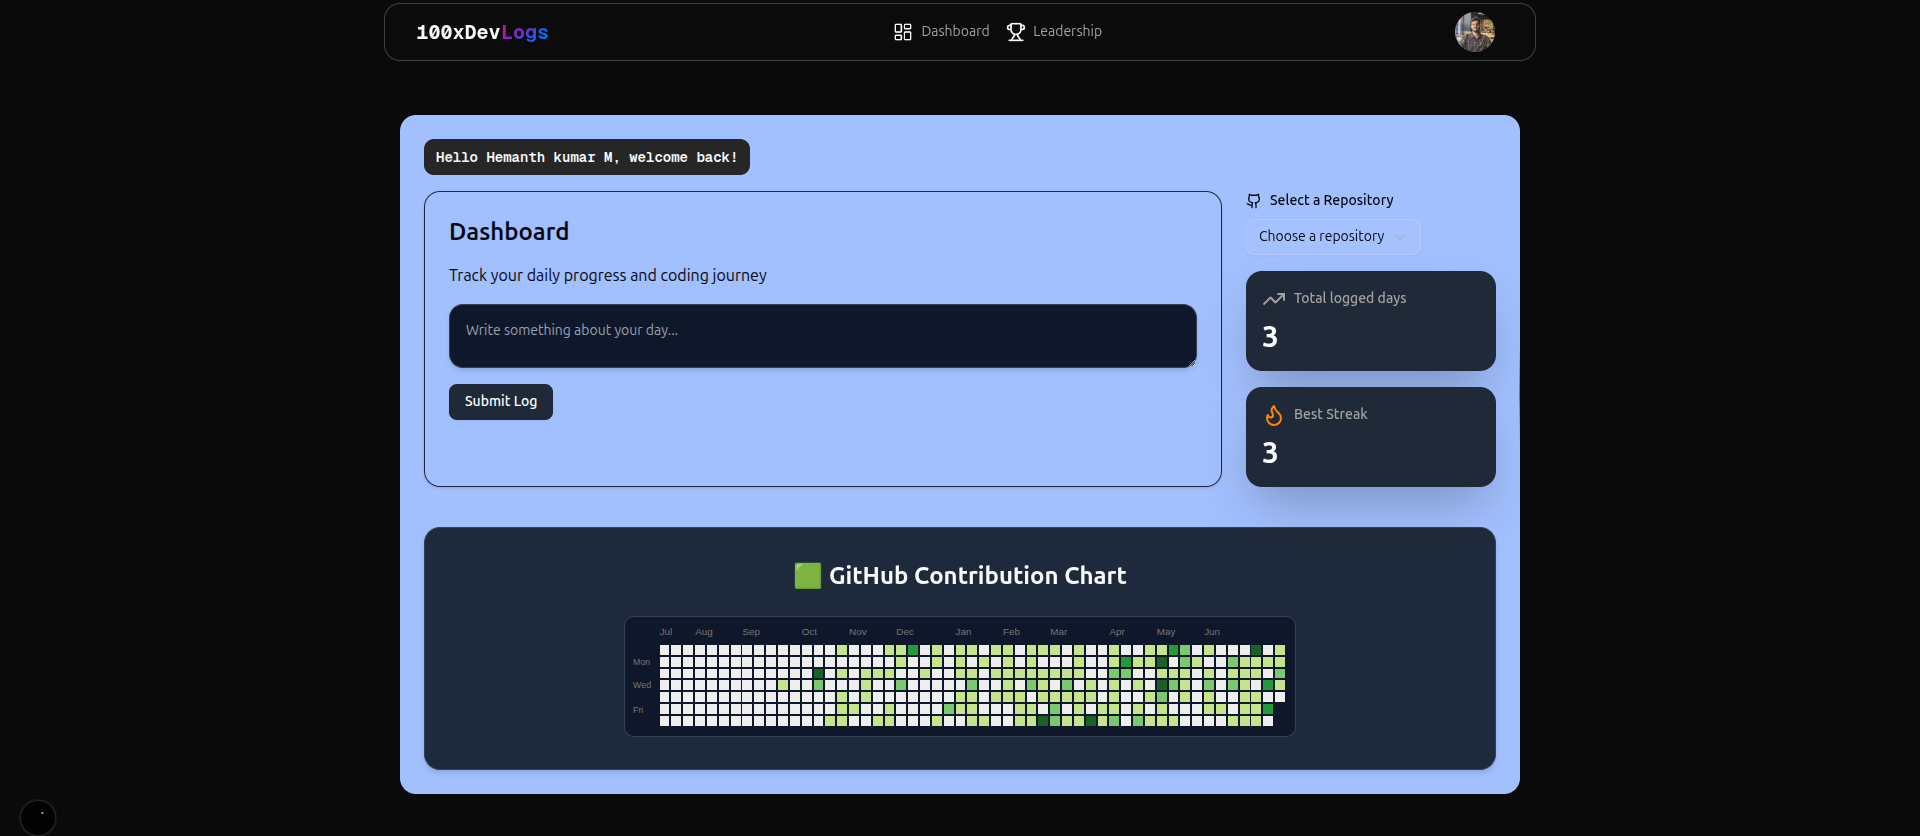 100xDevLogs
Dashboard
Leadership
Hello Hemanth kumar M, welcome back!
Dashboard
Track your daily progress and coding journey
Write something about your day...
Submit Log
Select a Repository
Choose a repository
Total logged days
3
Best Streak
3
GitHub Contribution Chart
Jul Aug Sep Oct Nov Dec Jan Feb Mar Apr May Jun
Mon
Wed
Fri